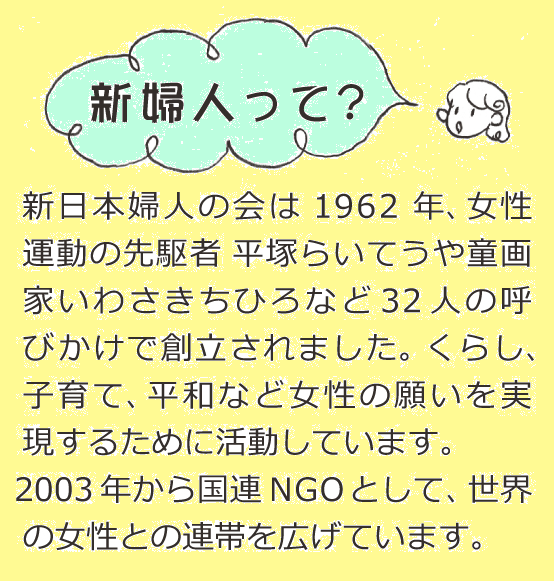 新婦人って?
新日本婦人の会は1962年、女性
運動の先駆者 平塚らいてうや童画
家いわさきちひろなど32人の呼
びかけで創立されました。くらし、
子育て、平和など女性の願いを実
現するために活動しています。
2003年から国連NGOとして、世界
の女性との連帯を広げています。